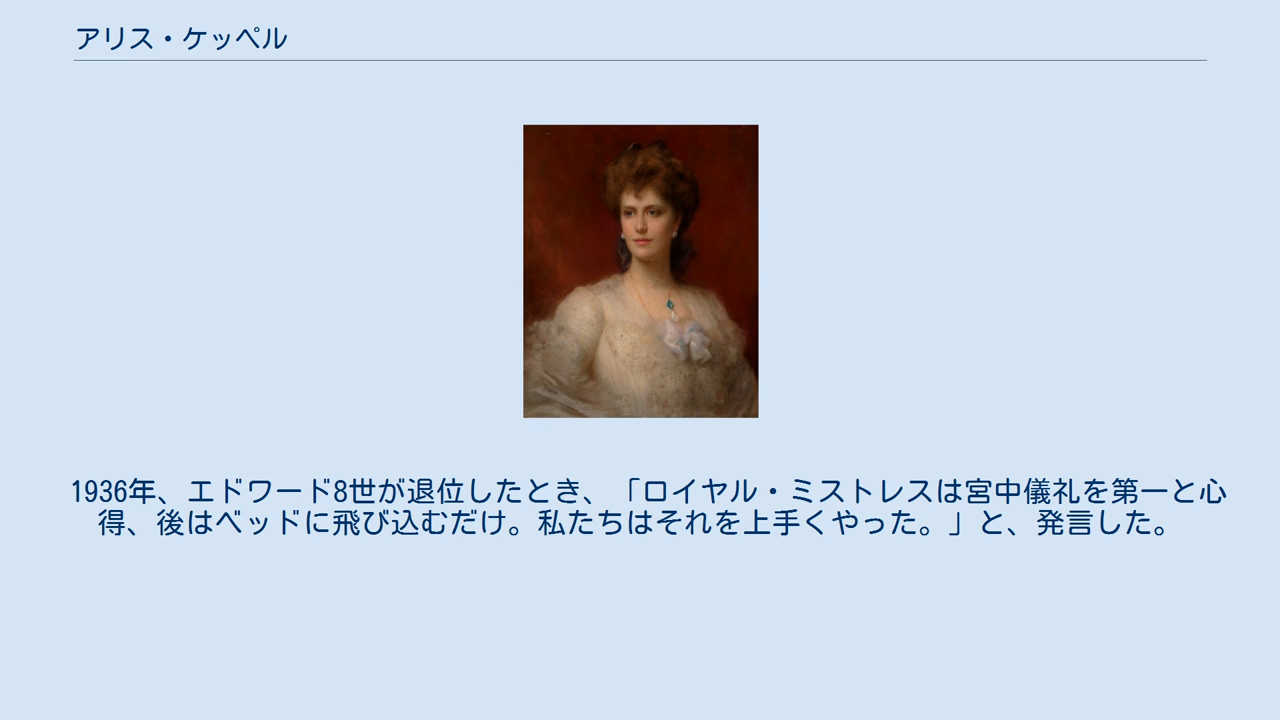 アリス・ケッペル
1936年、エドワード8世が退位したとき、「ロイヤル・ミストレスは宮中儀礼を第一と心
得、後はベッドに飛び込むだけ。私たちはそれを上手くやった。」と、発言した。